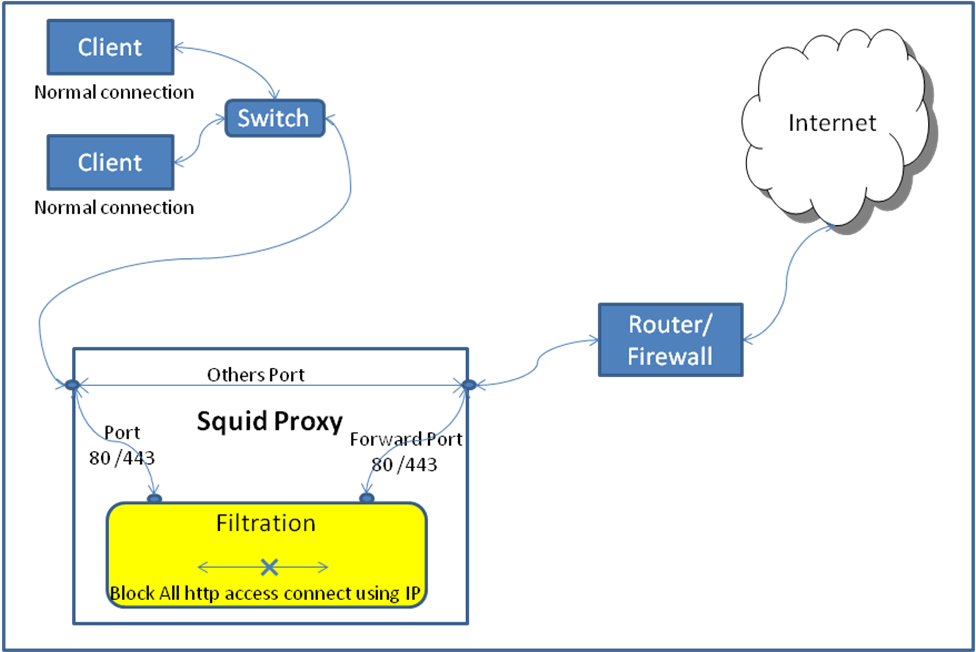 Client
Normal connection
Switch
Client
Normal connection
Internet
Router/
Firewall
Others Port
Squid Proxy
Port
80 /443
Forward Port
80 /443
Filtration
Block All http access connect using IP